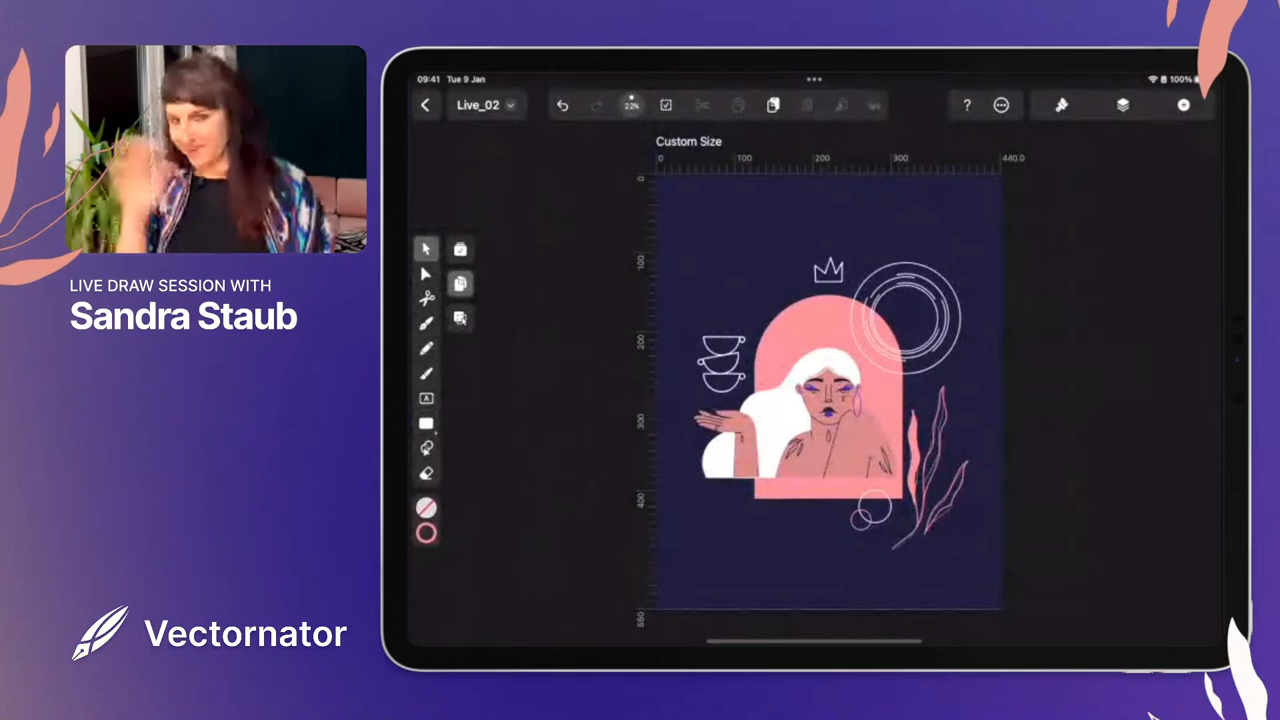 LIVE DRAW SESSION WITH
Sandra Staub
Vectornator
09:41 Tue 9 Jan
100%
Live_02
22%
?
Custom Size
0 100 200 300 440.0
0
100
200
300
400
550
A